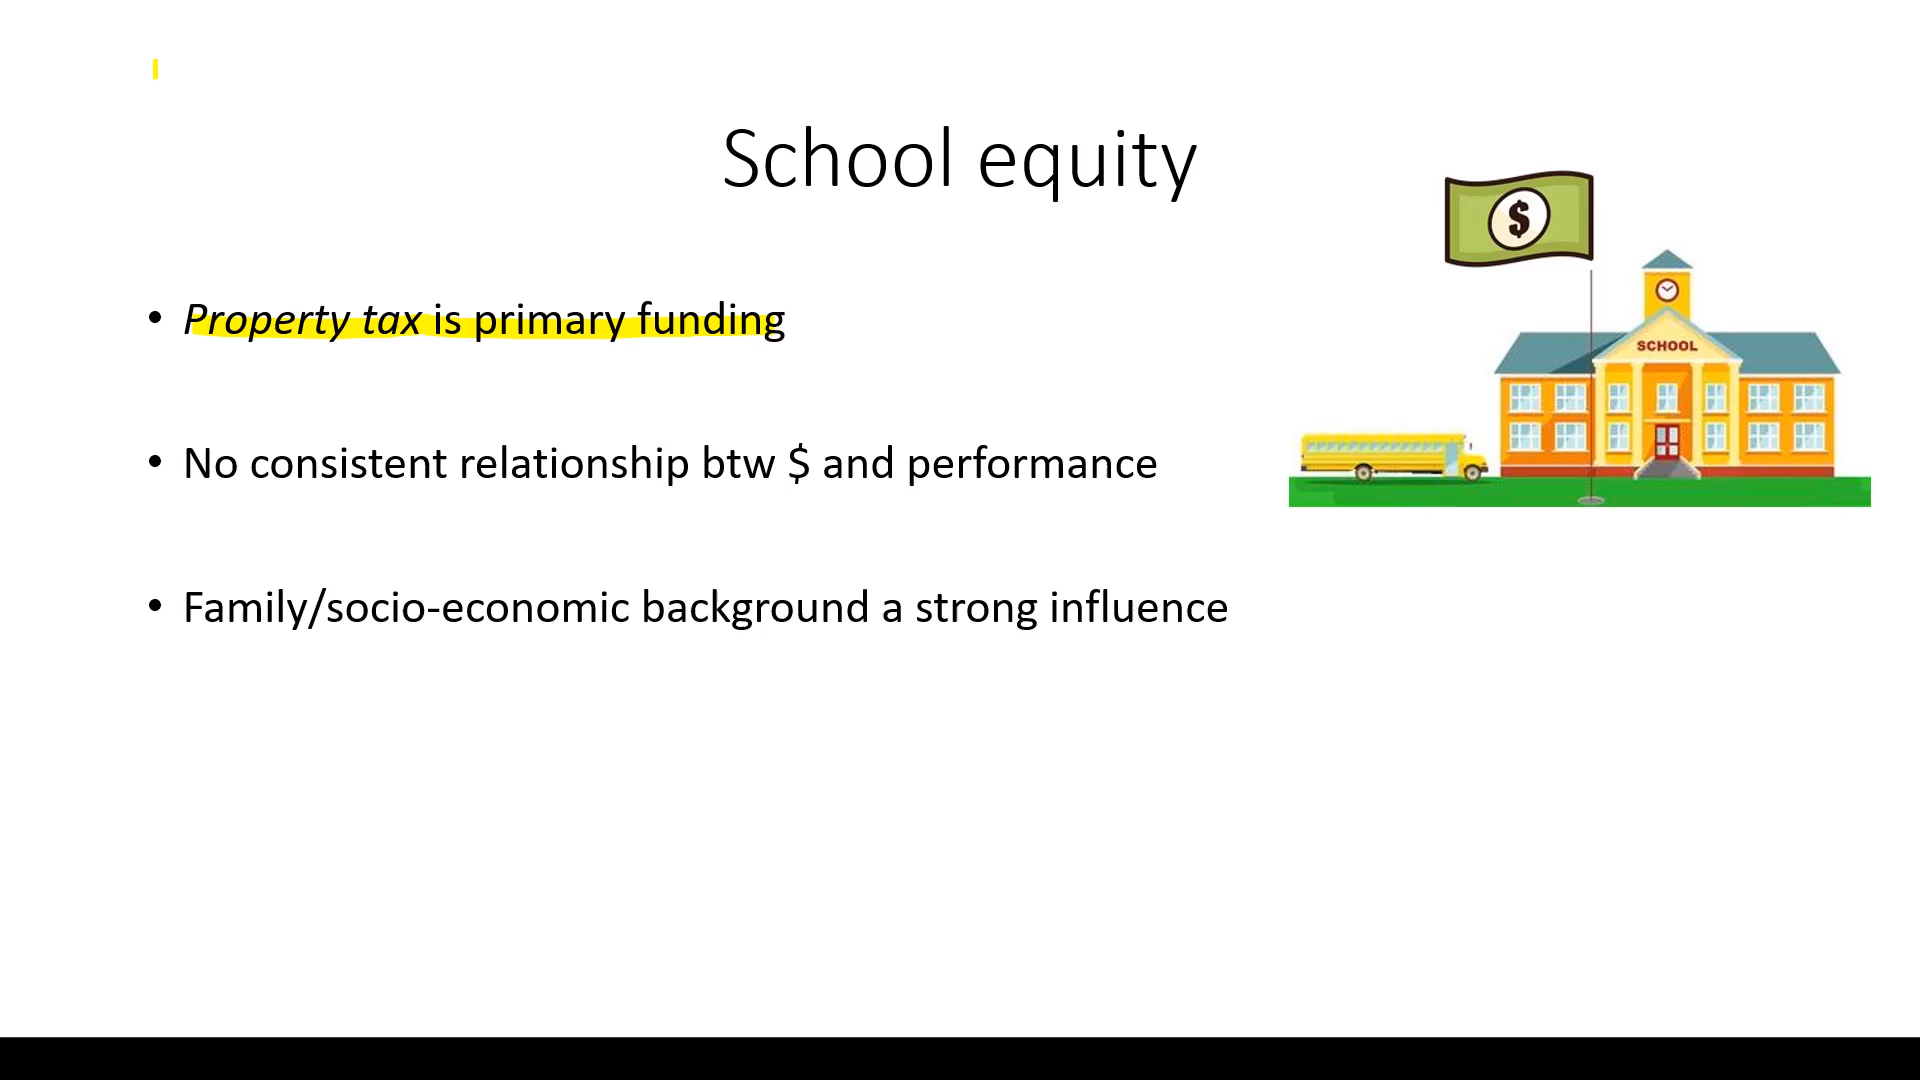 School equity
$
SCHOOL
• Property tax is primary funding
• No consistent relationship btw $ and performance
• Family/socio-economic background a strong influence